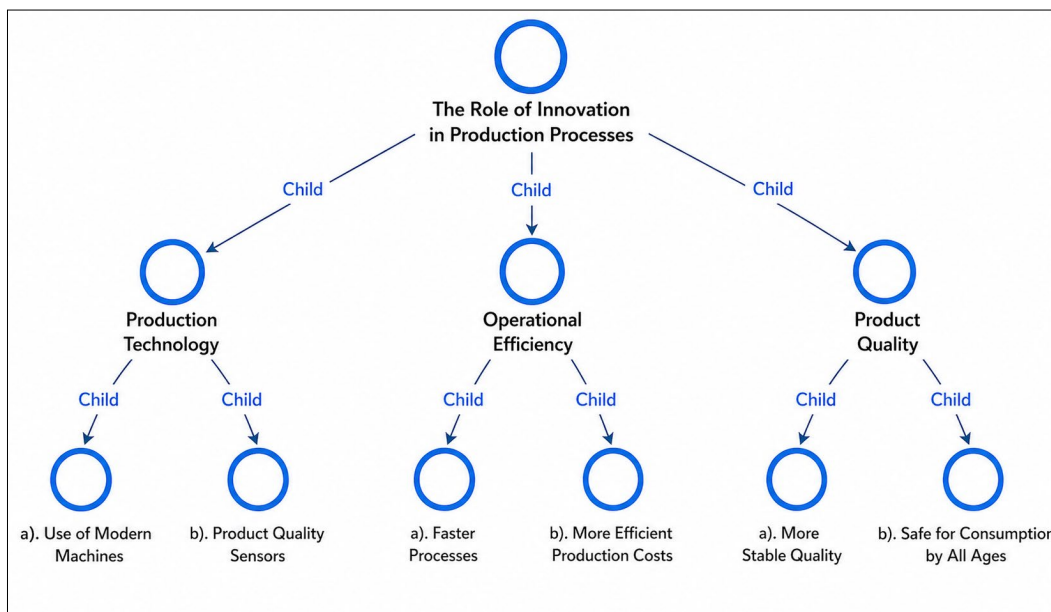 The Role of Innovation
in Production Processes
Child
Child
Child
Production
Technology
Operational
Efficiency
Product
Quality
Child
Child
Child
Child
Child
Child
a). Use of Modern
Machines
b). Product Quality
Sensors
a). Faster
Processes
b). More Efficient
Production Costs
a). More
Stable Quality
b). Safe for Consumption
by All Ages